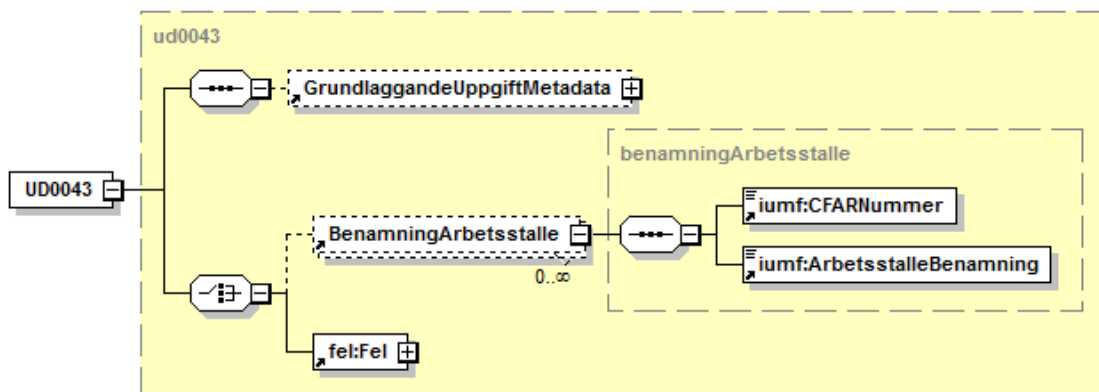 ud0043
GrundlaggandeUppgiftMetadata
benamningArbetsstalle
UD0043
iumf:CFARNummer
BenamningArbetsstalle
iumf:ArbetsstalleBenamning
0..∞
fel:Fel